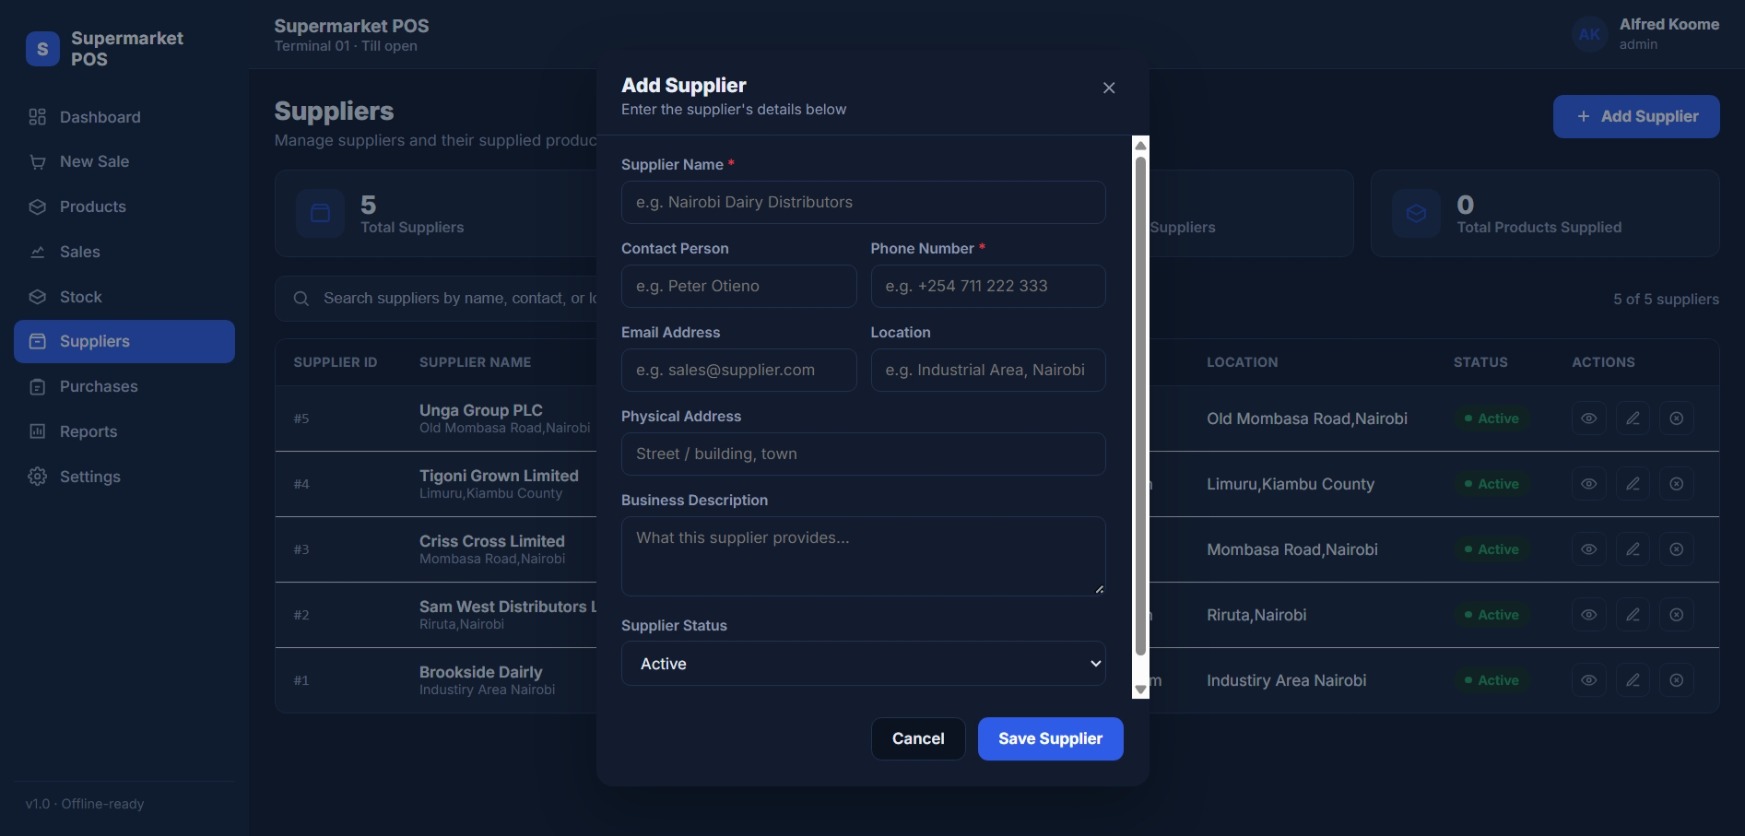 S
Supermarket
POS
Dashboard
New Sale
Products
Sales
Stock
Suppliers
Purchases
Reports
Settings
v1.0 · Offline-ready
Supermarket POS
Terminal 01 · Till open
AK
Alfred Koome
admin
Suppliers
Manage suppliers and their supplied produc
+ Add Supplier
5
Total Suppliers
Suppliers
0
Total Products Supplied
Search suppliers by name, contact, or lo
5 of 5 suppliers
SUPPLIER ID SUPPLIER NAME LOCATION STATUS ACTIONS
#5 Unga Group PLC Old Mombasa Road,Nairobi Active
Old Mombasa Road,Nairobi
#4 Tigoni Grown Limited Limuru,Kiambu County Active
Limuru,Kiambu County
#3 Criss Cross Limited Mombasa Road,Nairobi Active
Mombasa Road,Nairobi
#2 Sam West Distributors L Riruta,Nairobi Active
Riruta,Nairobi
#1 Brookside Dairly m Industiry Area Nairobi Active
Industiry Area Nairobi
Add Supplier
Enter the supplier's details below
Supplier Name *
e.g. Nairobi Dairy Distributors
Contact Person Phone Number *
e.g. Peter Otieno e.g. +254 711 222 333
Email Address Location
e.g. sales@supplier.com e.g. Industrial Area, Nairobi
Physical Address
Street / building, town
Business Description
What this supplier provides...
Supplier Status
Active
Cancel Save Supplier